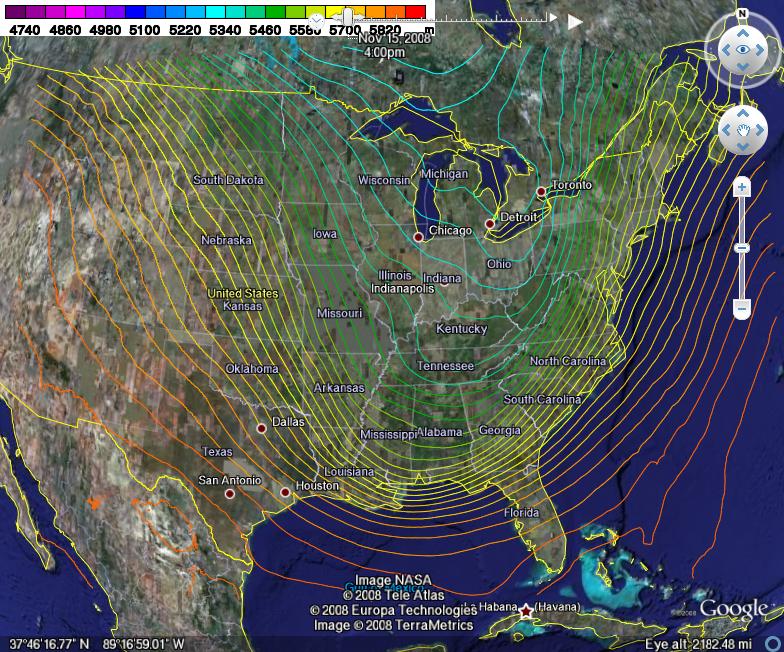 4740 4860 4980 5100 5220 5340 5460 5580 5700 5820 m
Nov 15, 2008
4:00pm
N
South Dakota
Wisconsin
Michigan
Toronto
Detroit
Nebraska
Iowa
Chicago
Ohio
Illinois
Indiana
Indianapolis
United States
Kansas
Missouri
Kentucky
Oklahoma
Tennessee
North Carolina
Arkansas
South Carolina
Dallas
Mississippi
Alabama
Georgia
Texas
Louisiana
San Antonio
Houston
Florida
Image NASA
© 2008 Tele Atlas
© 2008 Europa Technologies
Image © 2008 TerraMetrics
La Habana
(Havana)
©2008 Google
37°46'16.77" N 89°16'59.01" W
Eye alt 2182.48 mi